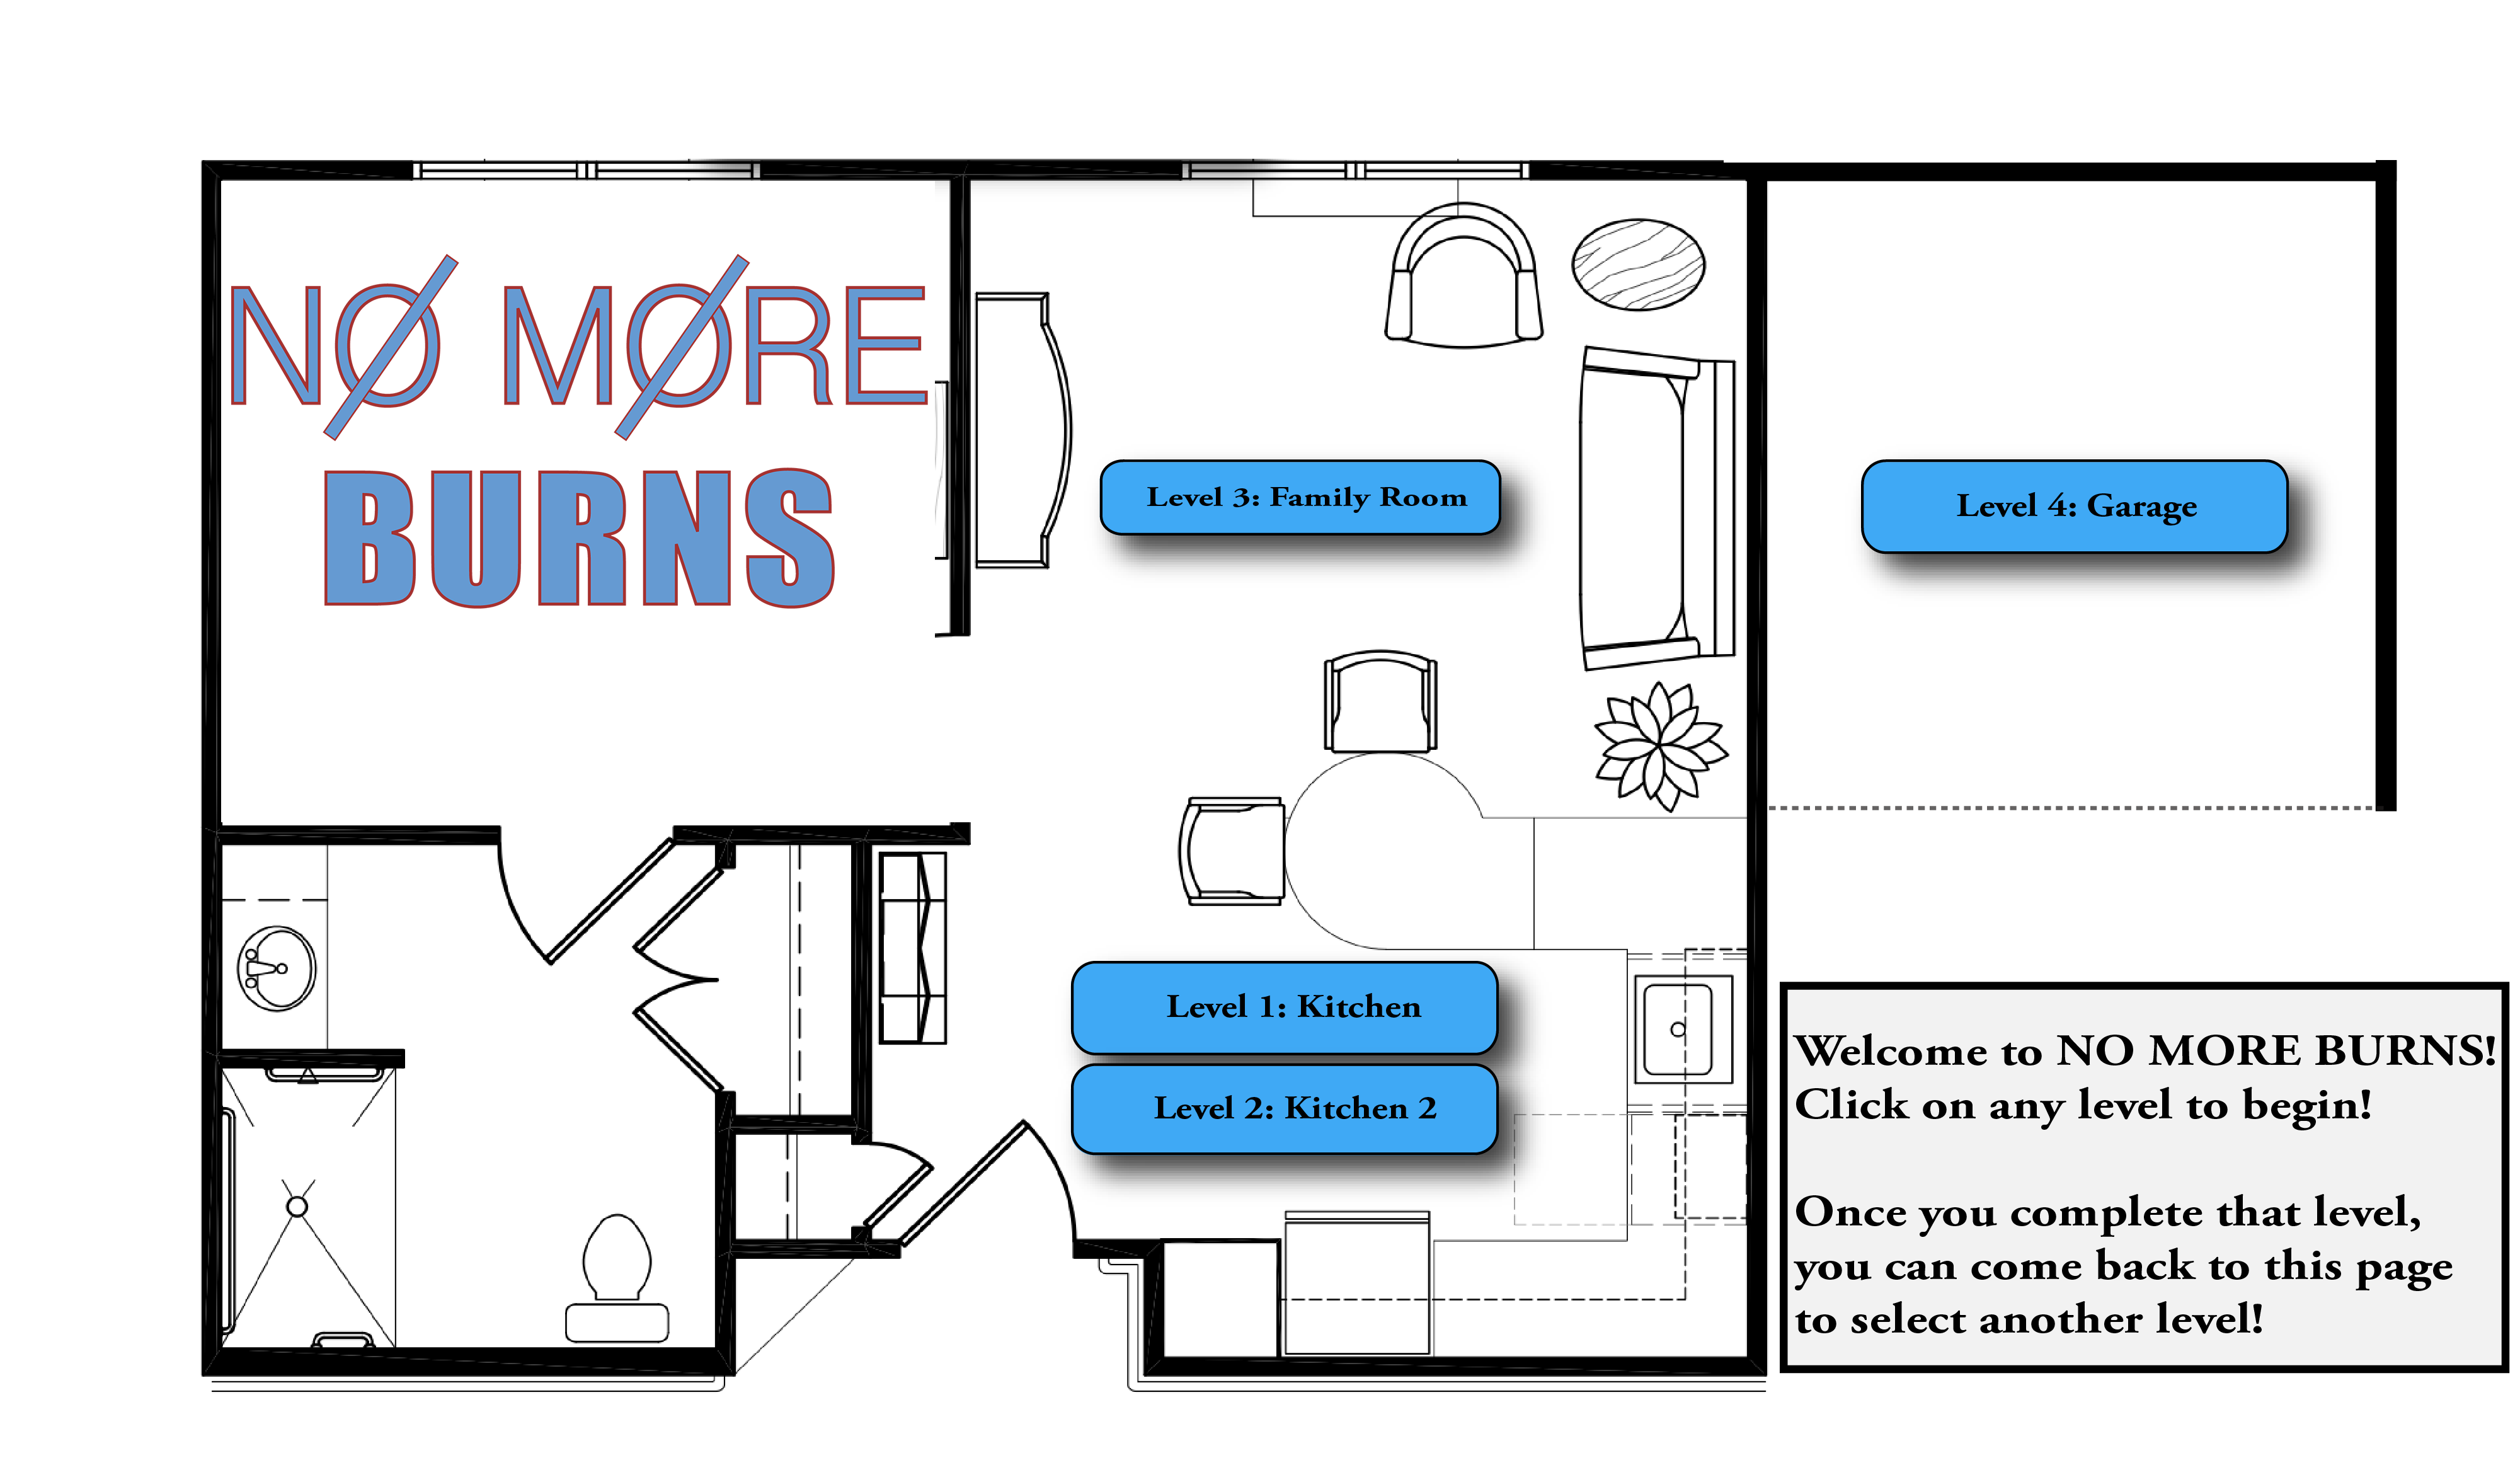 NO MORE
BURNS
Level 3: Family Room
Level 4: Garage
Level 1: Kitchen
Level 2: Kitchen 2
Welcome to NO MORE BURNS!
Click on any level to begin!
Once you complete that level,
you can come back to this page
to select another level!